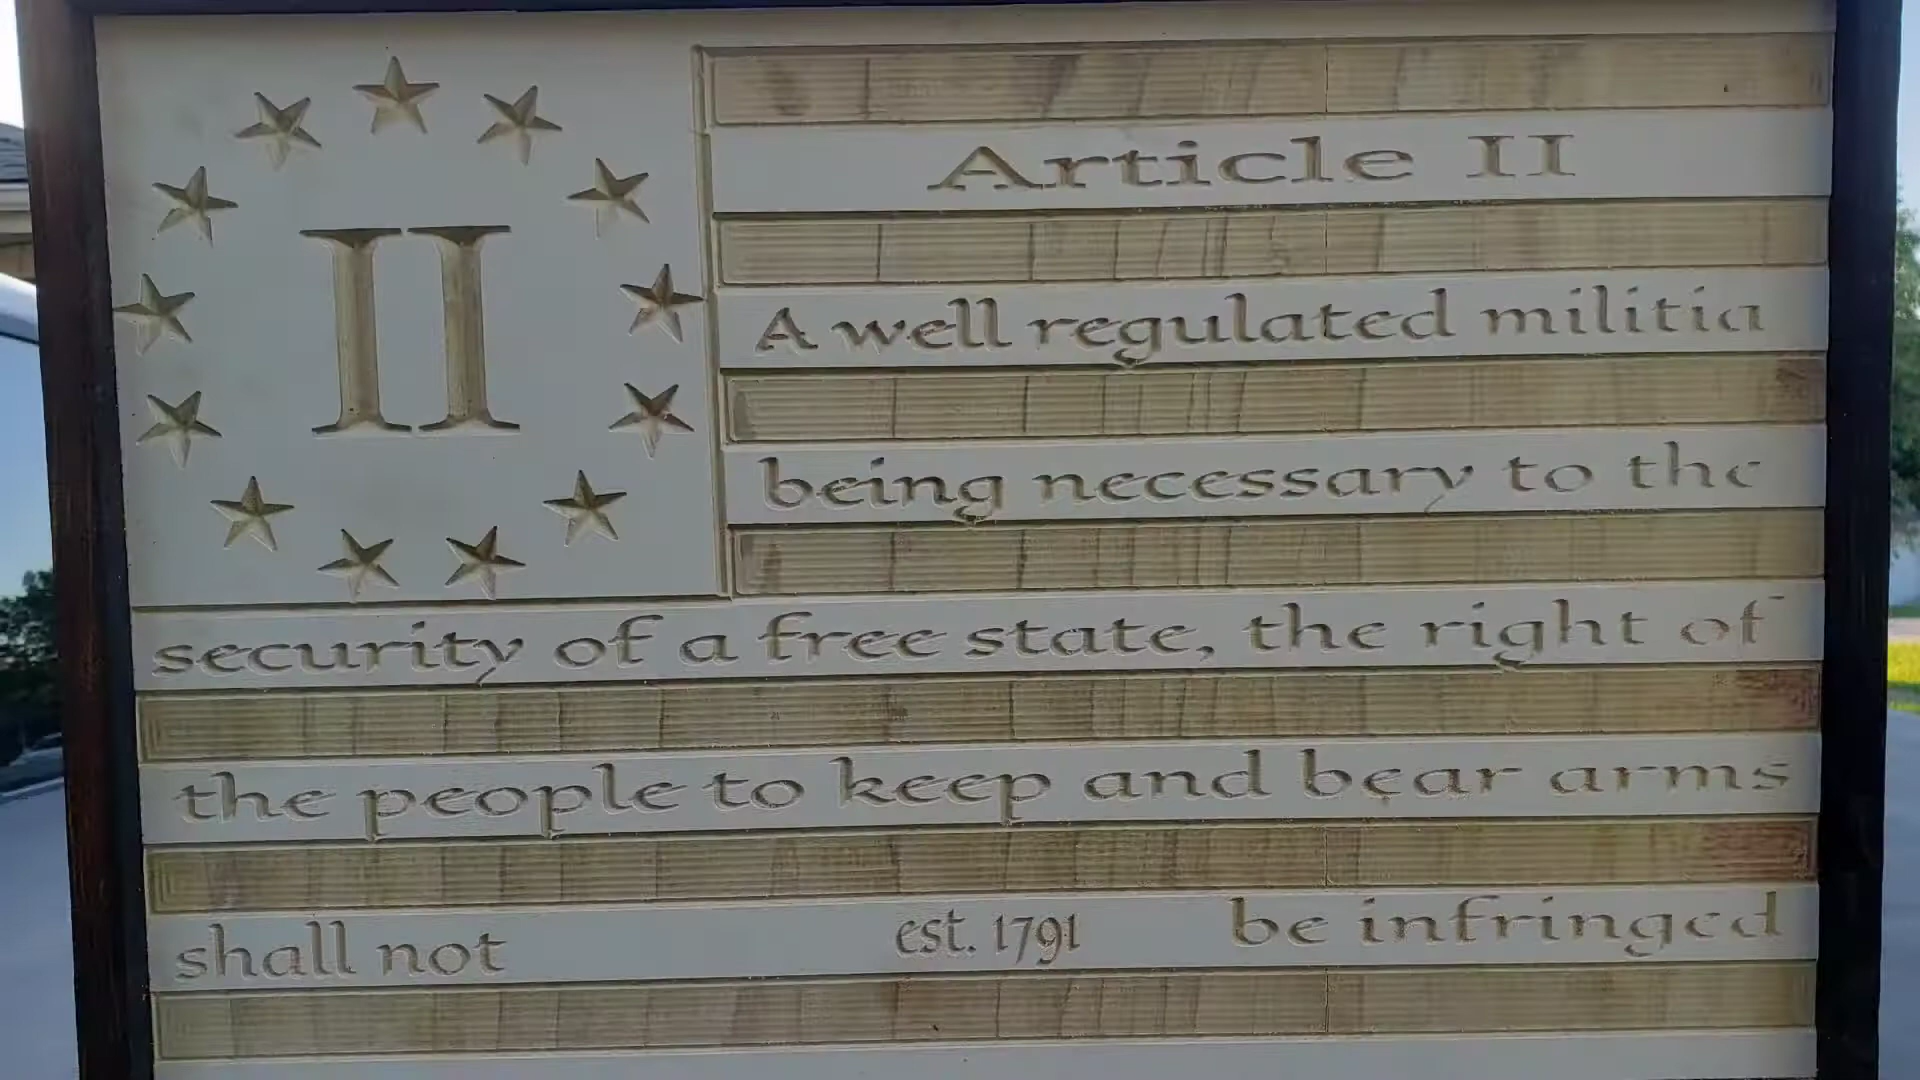 II
Article II
A well regulated militia
being necessary to the
security of a free state, the right of
the people to keep and bear arms
shall not est. 1791 be infringed